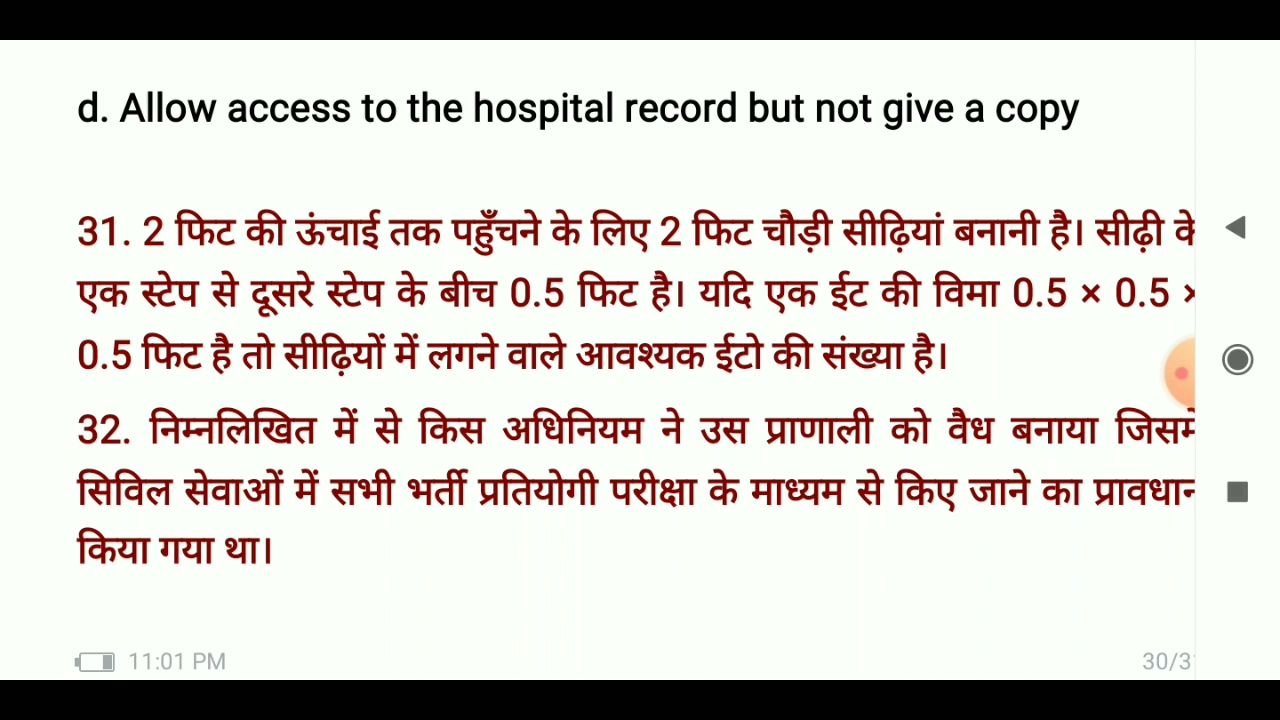 d. Allow access to the hospital record but not give a copy
31. 2 फिट की ऊंचाई तक पहुँचने के लिए 2 फिट चौड़ी सीढ़ियां बनानी है। सीढ़ी के
एक स्टेप से दूसरे स्टेप के बीच 0.5 फिट है। यदि एक ईट की विमा 0.5 × 0.5 ×
0.5 फिट है तो सीढ़ियों में लगने वाले आवश्यक ईटो की संख्या है।
32. निम्नलिखित में से किस अधिनियम ने उस प्राणाली को वैध बनाया जिसमें
सिविल सेवाओं में सभी भर्ती प्रतियोगी परीक्षा के माध्यम से किए जाने का प्रावधान
किया गया था।
11:01 PM
30/3